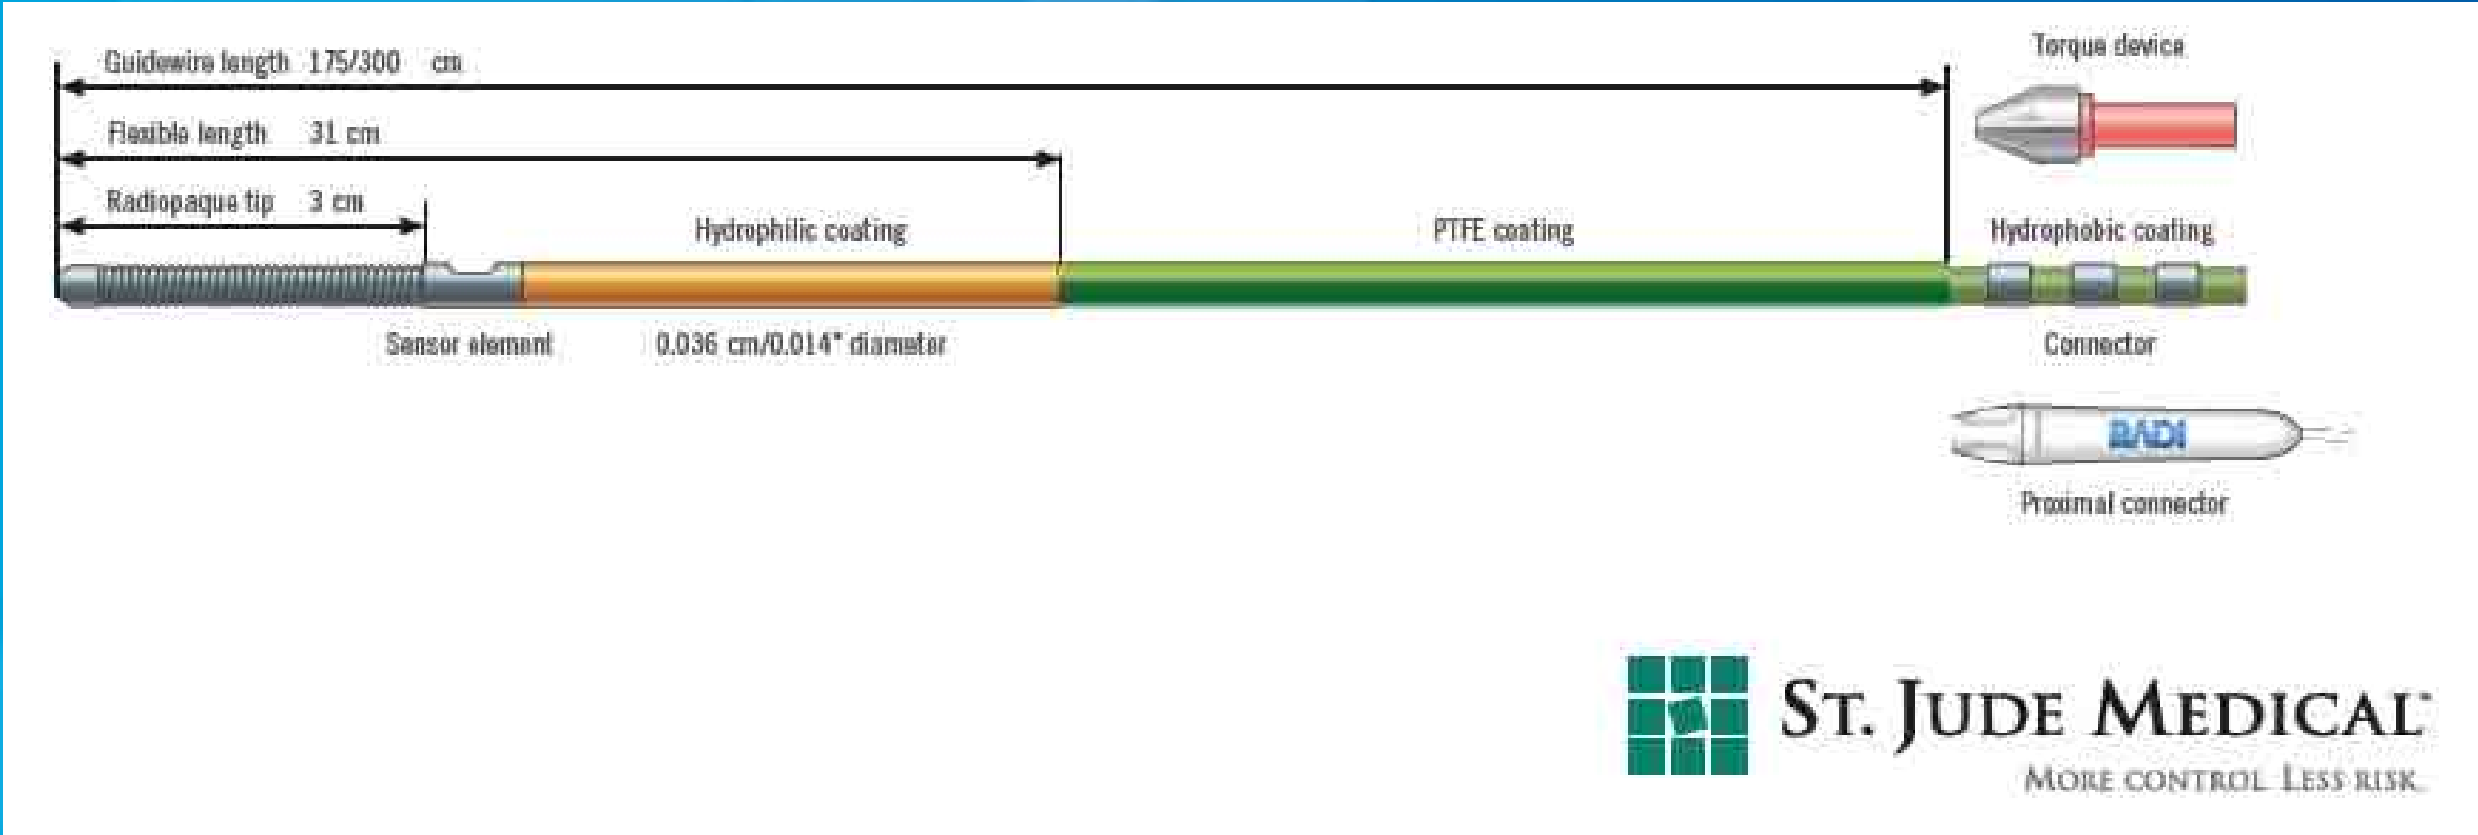 Torque device
Guidewire length 175/300 cm
Flexible length 31 cm
Radiopaque tip 3 cm
Hydrophilic coating
PTFE coating
Hydrophobic coating
Sensor element
0.036 cm/0.014" diameter
Connector
RADI
Proximal connector
ST. JUDE MEDICAL™
MORE CONTROL. LESS RISK.